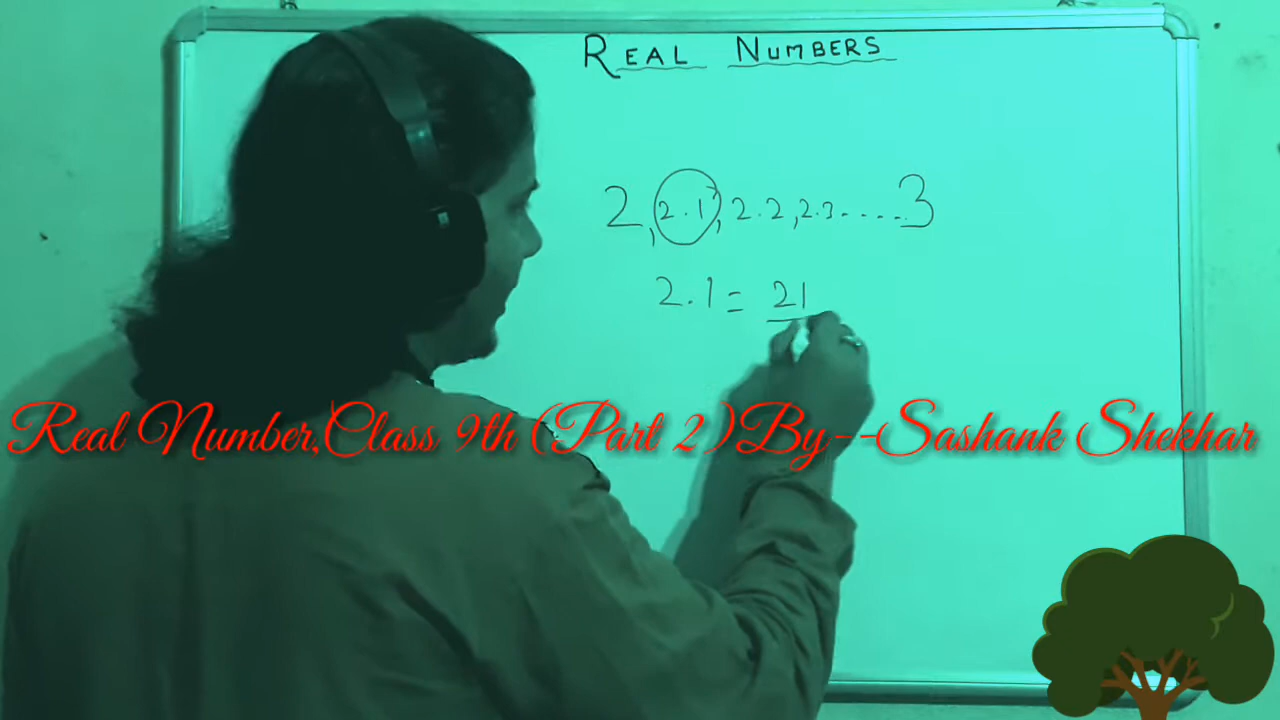 REAL NUMBERS
2, 2.1, 2.2, 2.3.....3
2.1 = 21
Real Number,Class 9th (Part 2)By--Sashank Shekhar